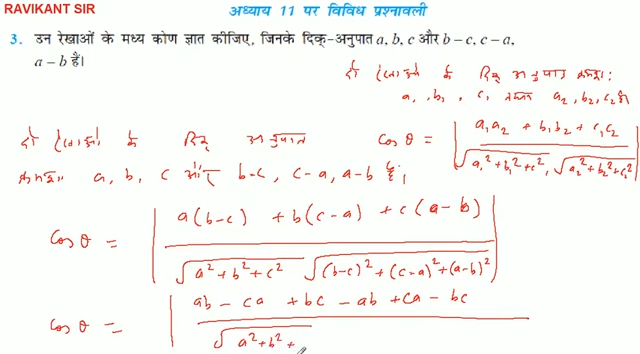 RAVIKANT SIR
अध्याय 11 पर विविध प्रश्नावली
3. उन रेखाओं के मध्य कोण ज्ञात कीजिए, जिनके दिक्-अनुपात a, b, c और b – c, c – a,
a – b हैं।
दो रेखाओ के दिक् अनुपात क्रमशः
a₁, b₁, c₁ तथा a₂, b₂, c₂ है
cos θ = | a₁a₂ + b₁b₂ + c₁c₂ / √a₁² + b₁² + c₁² √a₂² + b₂² + c₂² |
दो रेखाओ के दिक् अनुपात
क्रमशः a, b, c और b-c, c-a, a-b है।
cos θ = | a(b-c) + b(c-a) + c(a-b) / √a² + b² + c² √(b-c)² + (c-a)² + (a-b)² |
cos θ = | ab - ca + bc - ab + ca - bc / √a² + b² +